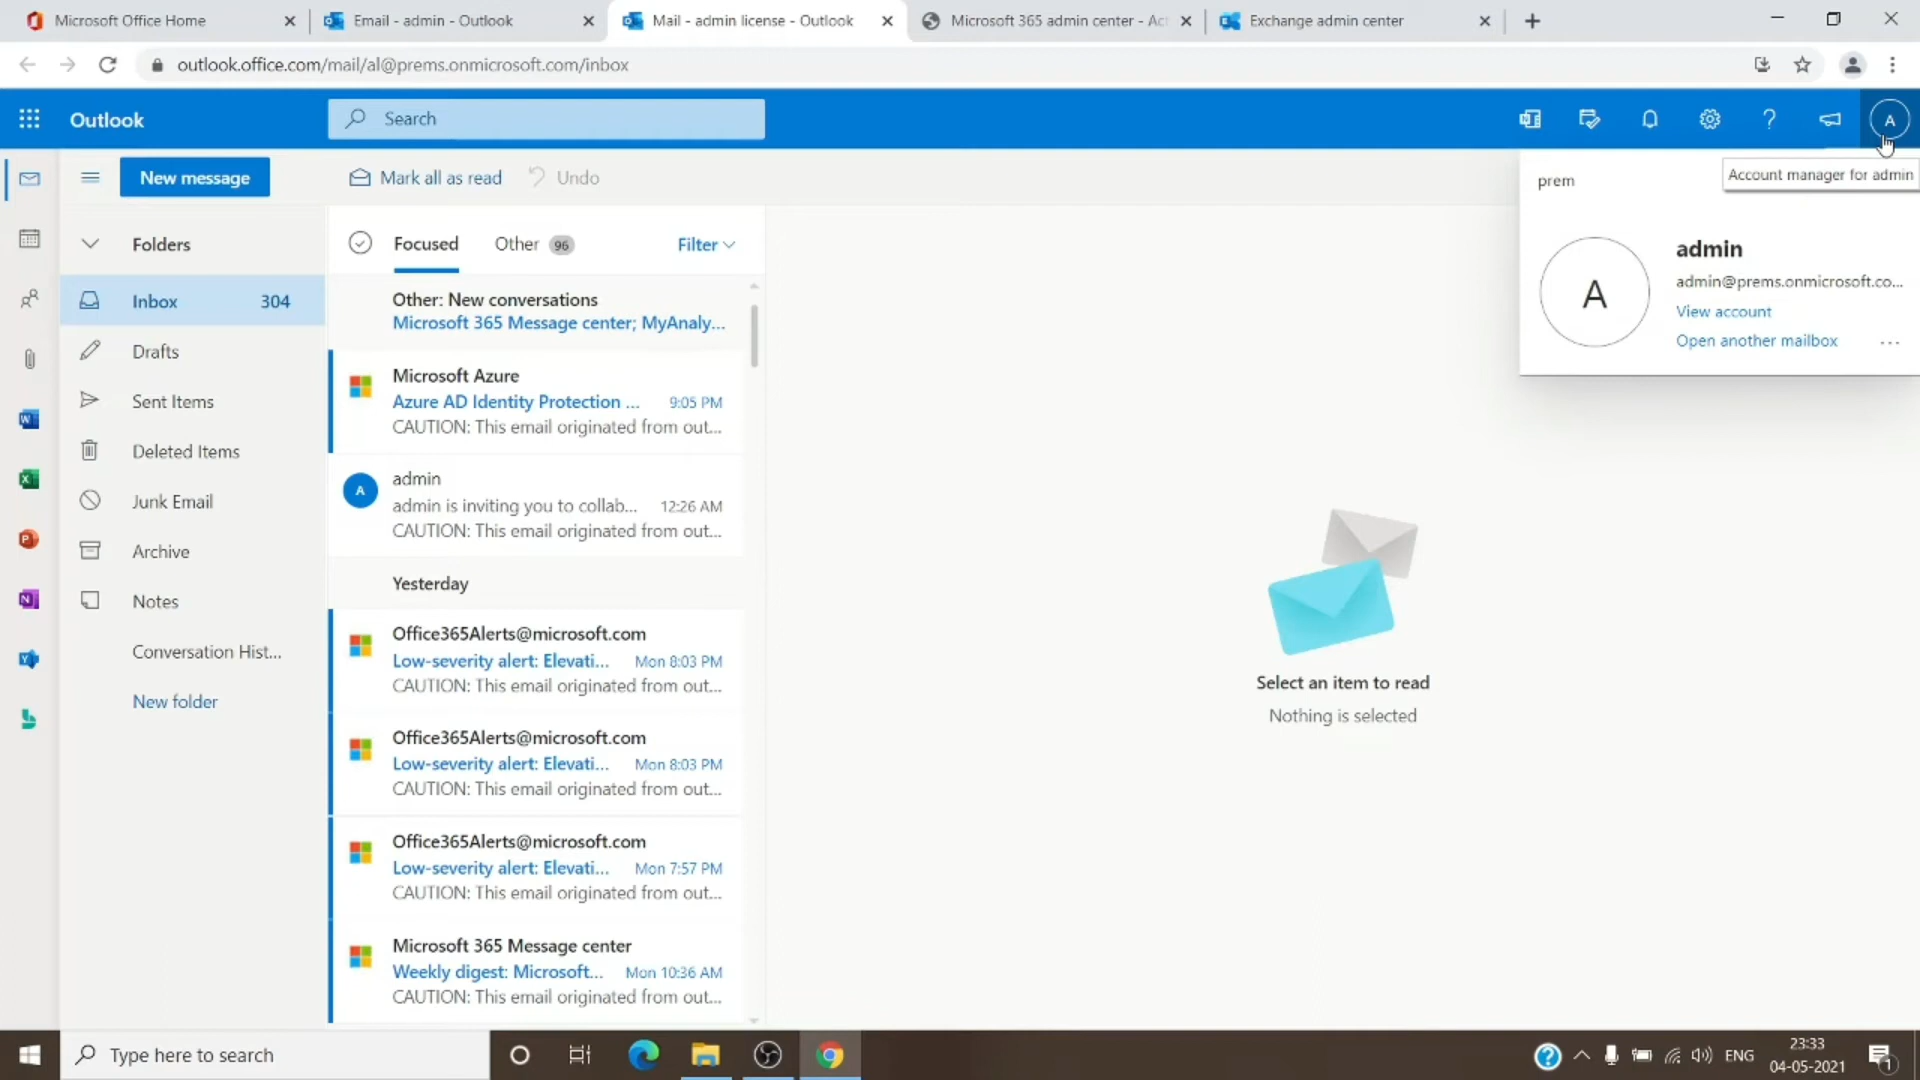 Microsoft Office Home
Email - admin - Outlook
Mail - admin license - Outlook
Microsoft 365 admin center - Ac
Exchange admin center
outlook.office.com/mail/al@prems.onmicrosoft.com/inbox
Outlook
Search
A
New message
Mark all as read
Undo
prem
Account manager for admin
Folders
Focused
Other 96
Filter
A
admin
admin@prems.onmicrosoft.co...
View account
Open another mailbox
...
Inbox 304
Drafts
Sent Items
Deleted Items
Junk Email
Archive
Notes
Conversation Hist...
New folder
Other: New conversations
Microsoft 365 Message center; MyAnaly...
Microsoft Azure
Azure AD Identity Protection ... 9:05 PM
CAUTION: This email originated from out...
A
admin
admin is inviting you to collab... 12:26 AM
CAUTION: This email originated from out...
Yesterday
Office365Alerts@microsoft.com
Low-severity alert: Elevati... Mon 8:03 PM
CAUTION: This email originated from out...
Office365Alerts@microsoft.com
Low-severity alert: Elevati... Mon 8:03 PM
CAUTION: This email originated from out...
Office365Alerts@microsoft.com
Low-severity alert: Elevati... Mon 7:57 PM
CAUTION: This email originated from out...
Microsoft 365 Message center
Weekly digest: Microsoft... Mon 10:36 AM
CAUTION: This email originated from out...
Select an item to read
Nothing is selected
Type here to search
ENG
23:33
04-05-2021
1